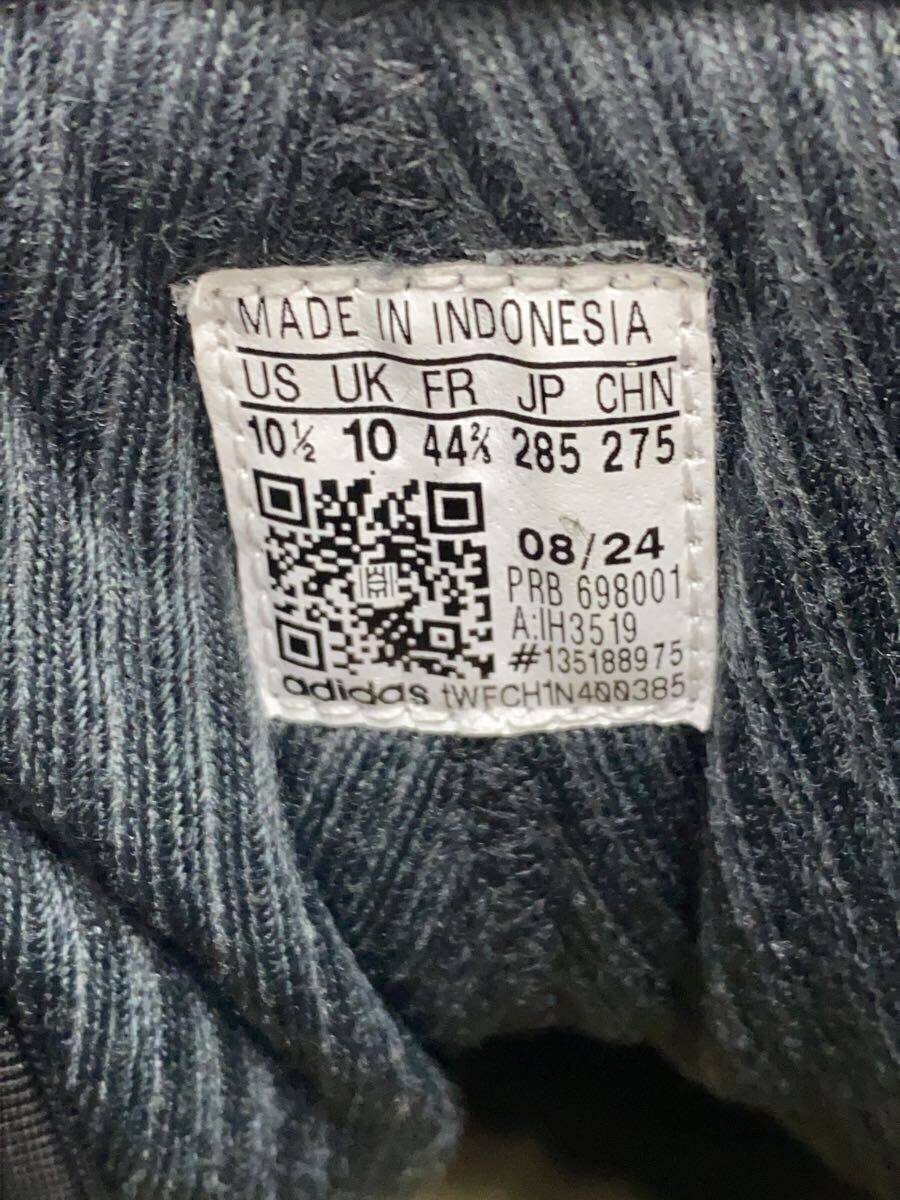 MADE IN INDONESIA
US UK FR JP CHN
10½ 10 44⅔ 285 275
08/24
PRB 698001
A:IH3519
#135188975
adidas tWFCH1N400385